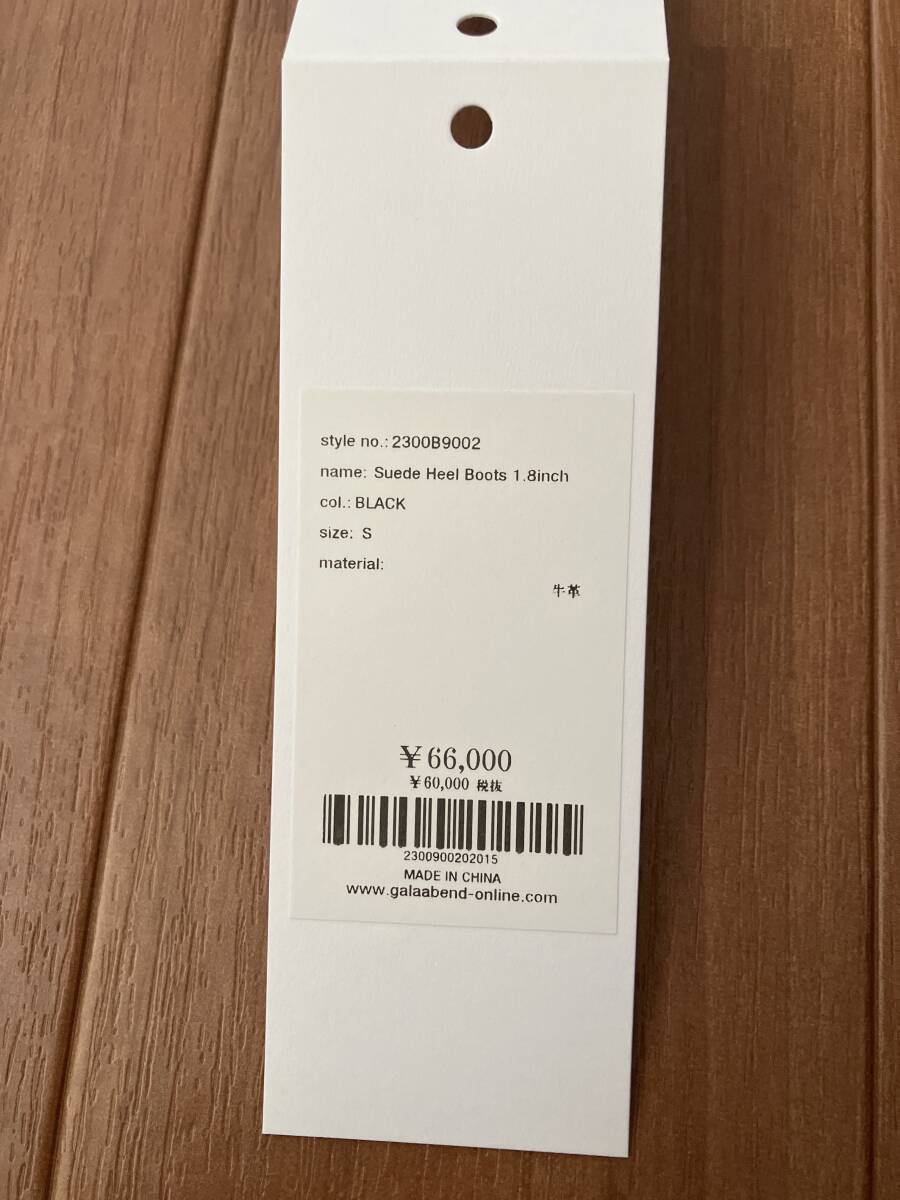 style no.: 2300B9002
name: Suede Heel Boots 1.8inch
col.: BLACK
size: S
material:
牛革
¥66,000
¥60,000 税抜
2300900202015
MADE IN CHINA
www.galaabend-online.com